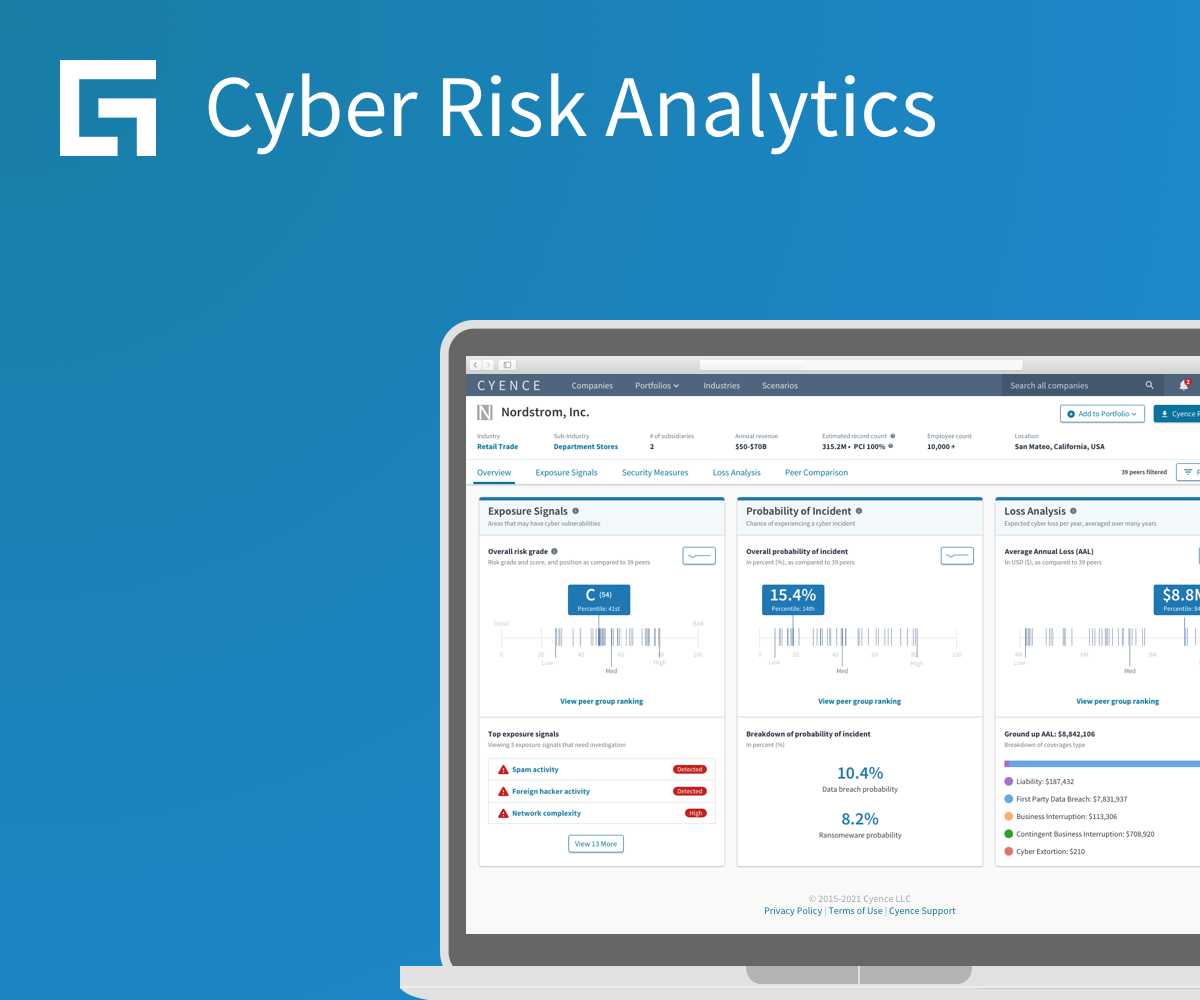 Cyber Risk Analytics
CYENCE Companies Portfolios Industries Scenarios Search all companies 2
N Nordstrom, Inc. Add to Portfolio Cyence
Industry Sub-Industry # of subsidiaries Annual revenue Estimated record count Employee count Location
Retail Trade Department Stores 2 $50-$70B 315.2M • PCI 100% 10,000 + San Mateo, California, USA
Overview Exposure Signals Security Measures Loss Analysis Peer Comparison 39 peers filtered
Exposure Signals
Areas that may have cyber vulnerabilities
Overall risk grade
Risk grade and score, and position as compared to 39 peers
C (54)
Percentile: 41st
Good Bad
0 20 40 60 80 100
Low High
Med
View peer group ranking
Top exposure signals
Viewing 3 exposure signals that need investigation
Spam activity Detected
Foreign hacker activity Detected
Network complexity High
View 13 More
Probability of Incident
Chance of experiencing a cyber incident
Overall probability of incident
In percent (%), as compared to 39 peers
15.4%
Percentile: 14th
0 20 40 60 80 100
Low High
Med
View peer group ranking
Breakdown of probability of incident
In percent (%)
10.4%
Data breach probability
8.2%
Ransomeware probability
Loss Analysis
Expected cyber loss per year, averaged over many years
Average Annual Loss (AAL)
In USD ($), as compared to 39 peers
$8.8M
Percentile: 84
4M 6M 8M
Low
Med
View peer group ranking
Ground up AAL: $8,842,106
Breakdown of coverages type
Liability: $187,432
First Party Data Breach: $7,831,937
Business Interruption: $113,306
Contingent Business Interruption: $708,920
Cyber Extortion: $210
© 2015-2021 Cyence LLC
Privacy Policy | Terms of Use | Cyence Support